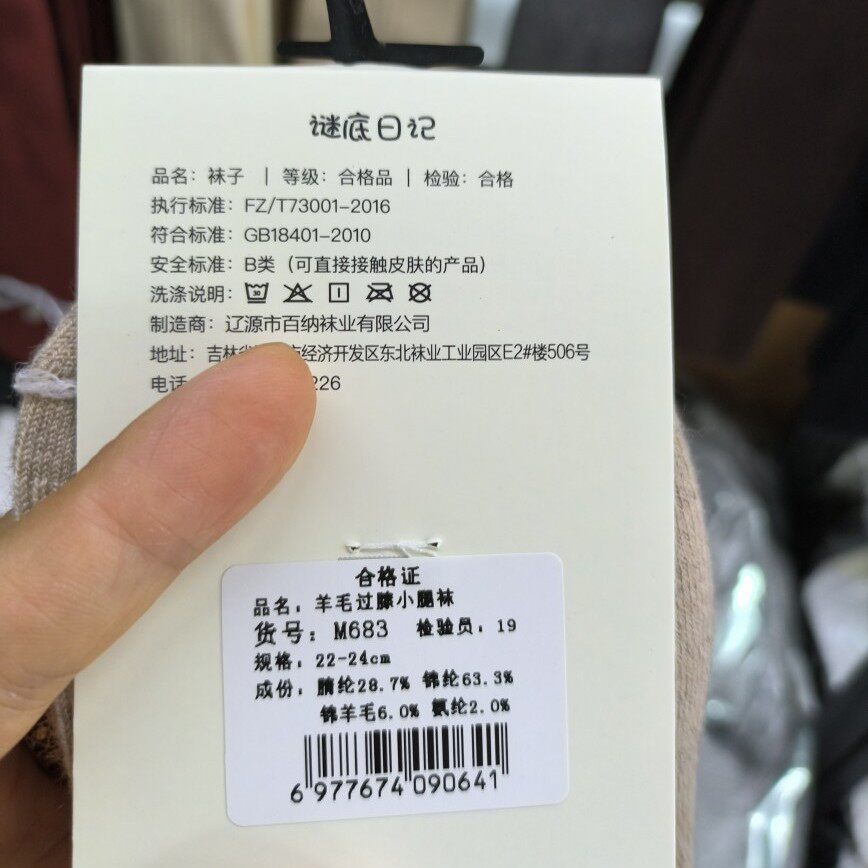 谜底日记
品名：袜子 | 等级：合格品 | 检验：合格
执行标准：FZ/T73001-2016
符合标准：GB18401-2010
安全标准：B类（可直接接触皮肤的产品）
洗涤说明：30
制造商：辽源市百纳袜业有限公司
地址：吉林省 市经济开发区东北袜业工业园区E2#楼506号
电话 226
合格证
品名：羊毛过膝小腿袜
货号：M683 检验员：19
规格：22-24cm
成份：腈纶28.7% 锦纶63.3%
锦羊毛6.0% 氨纶2.0%
6 977674 090641